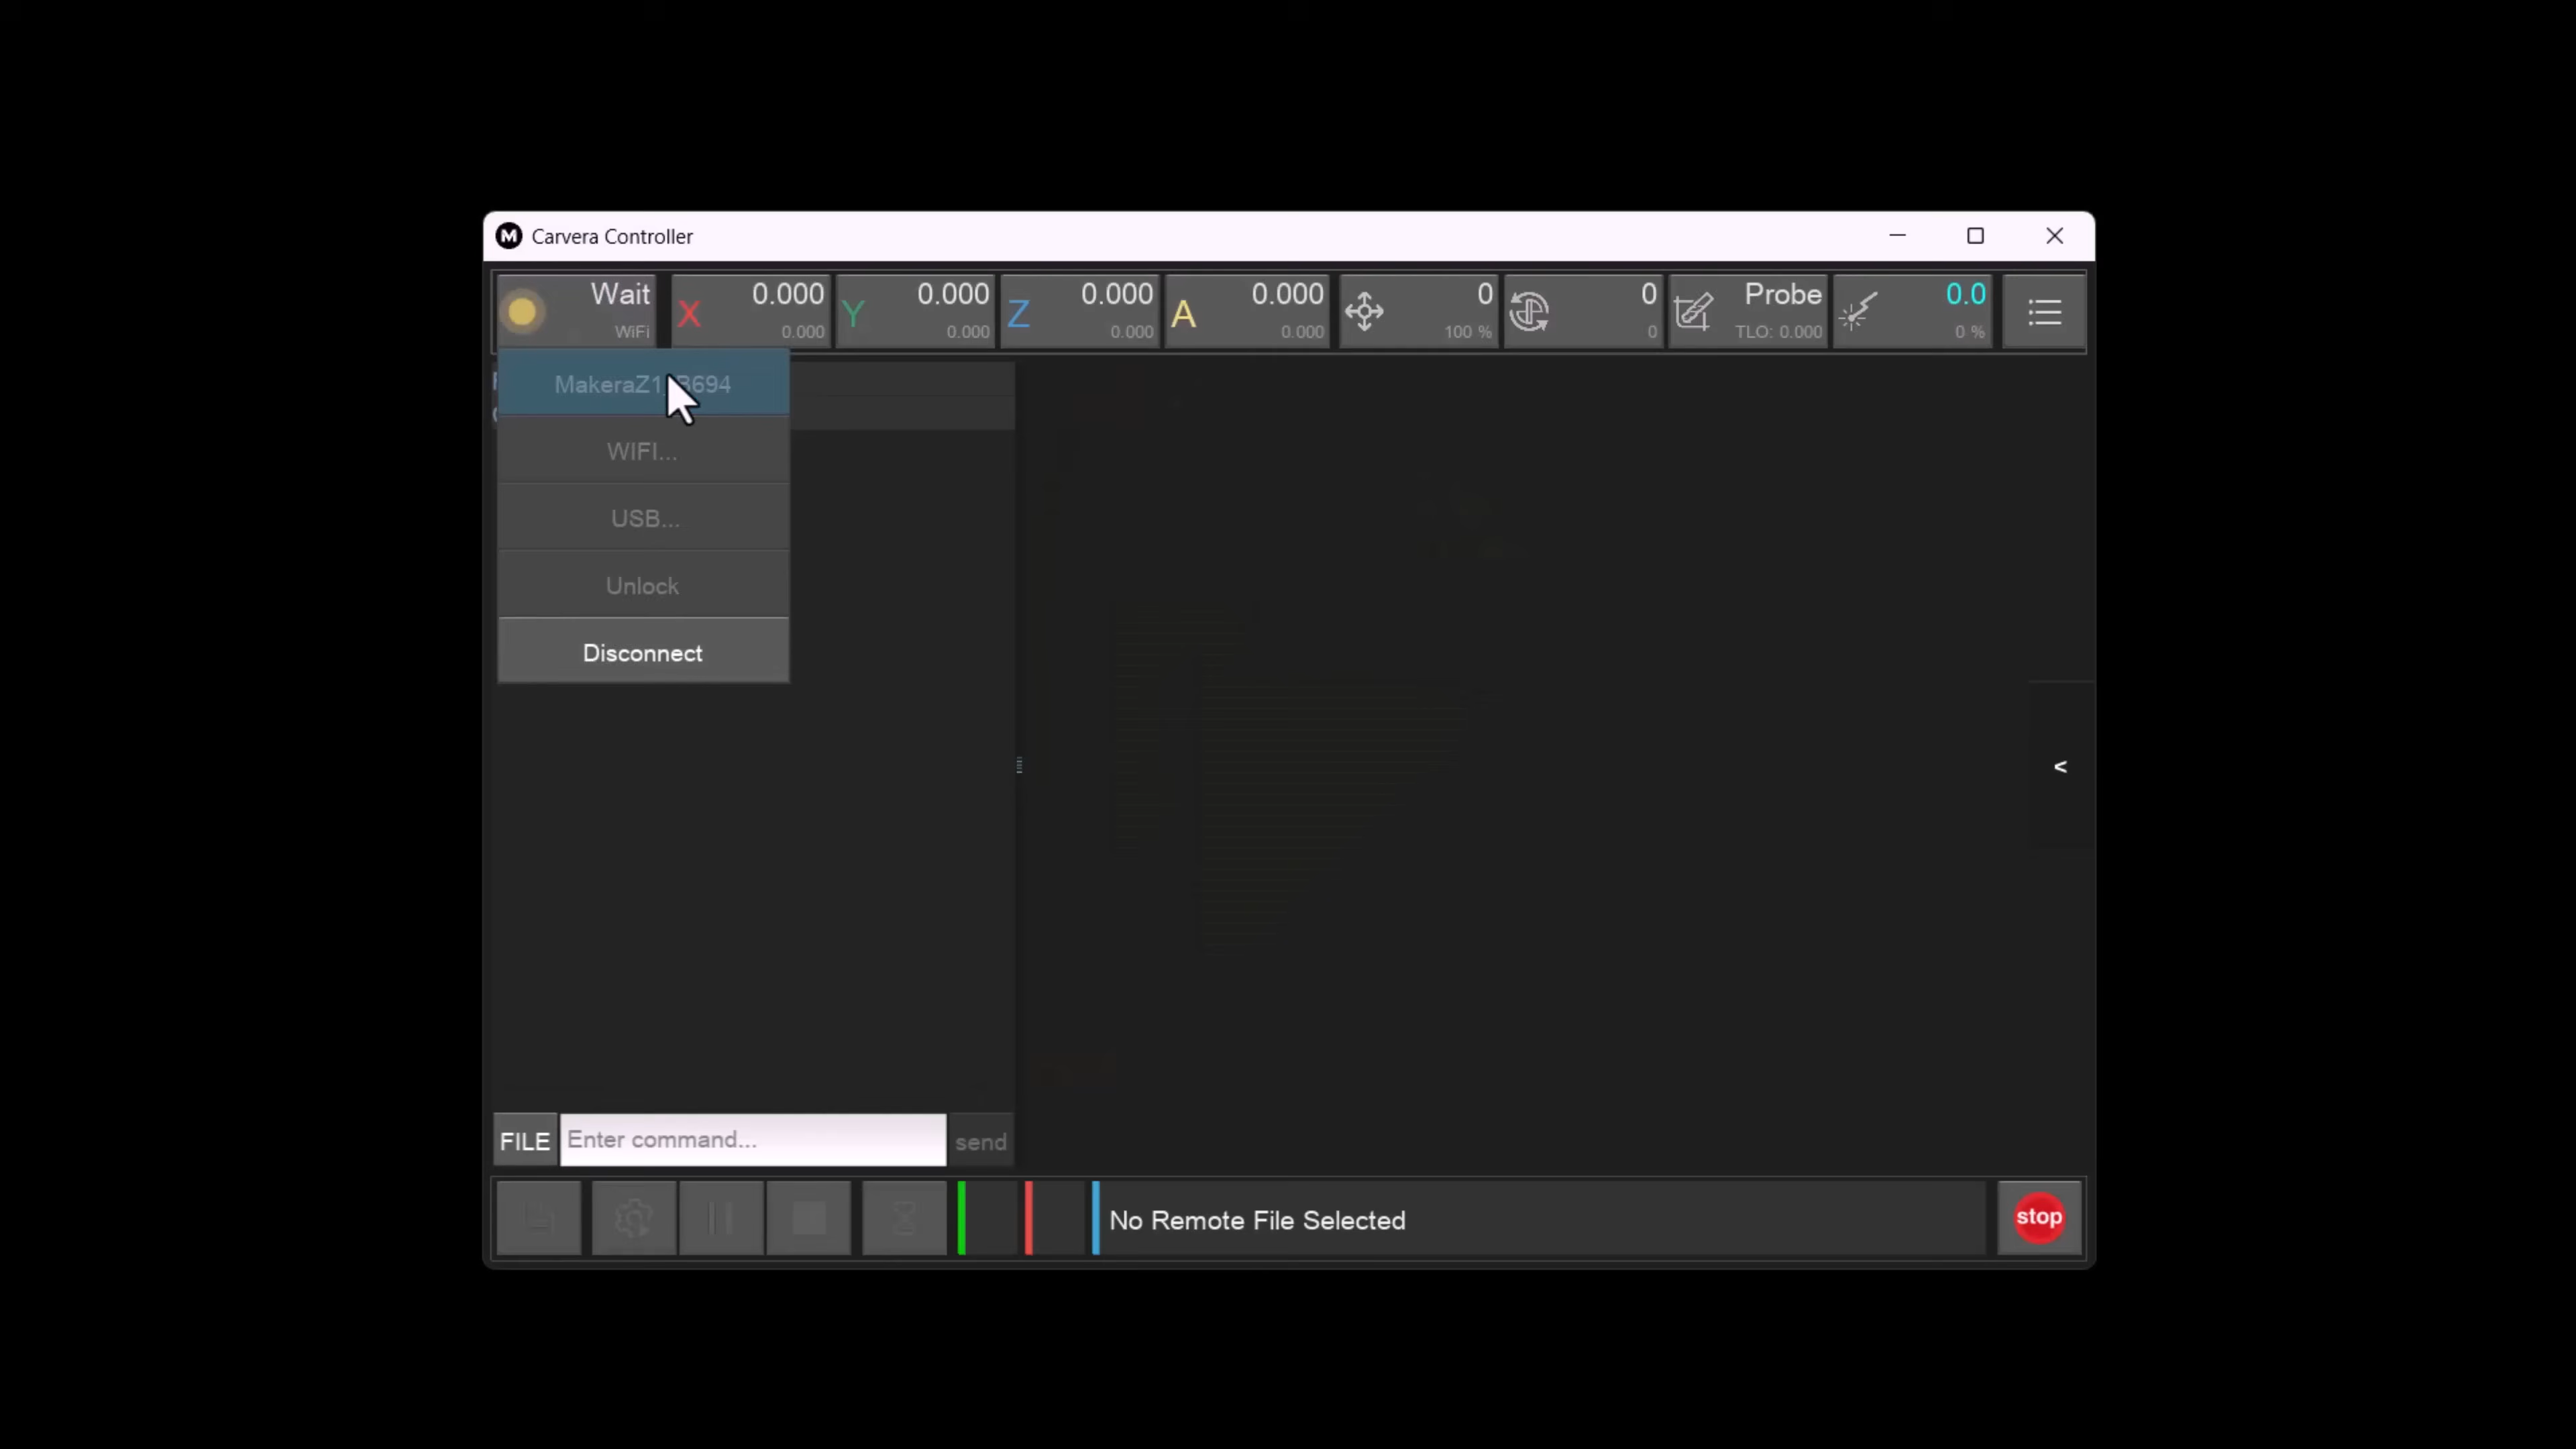 M Carvera Controller
Wait
WiFi
X 0.000
0.000
Y 0.000
0.000
Z 0.000
0.000
A 0.000
0.000
0
100 %
0
0
Probe
TLO: 0.000
0.0
0 %
WIFI...
USB...
Unlock
Disconnect
<
FILE Enter command... send
No Remote File Selected
stop